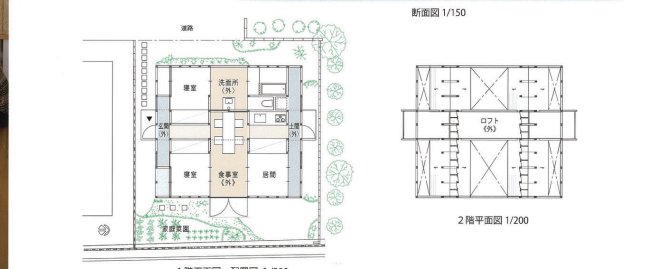 断面図 1/150
道路
寝室
洗面所
(外)
玄関
(外)
土間
(外)
ロフト
《外》
寝室
食事室
《外》
居間
家庭菜園
2階平面図 1/200